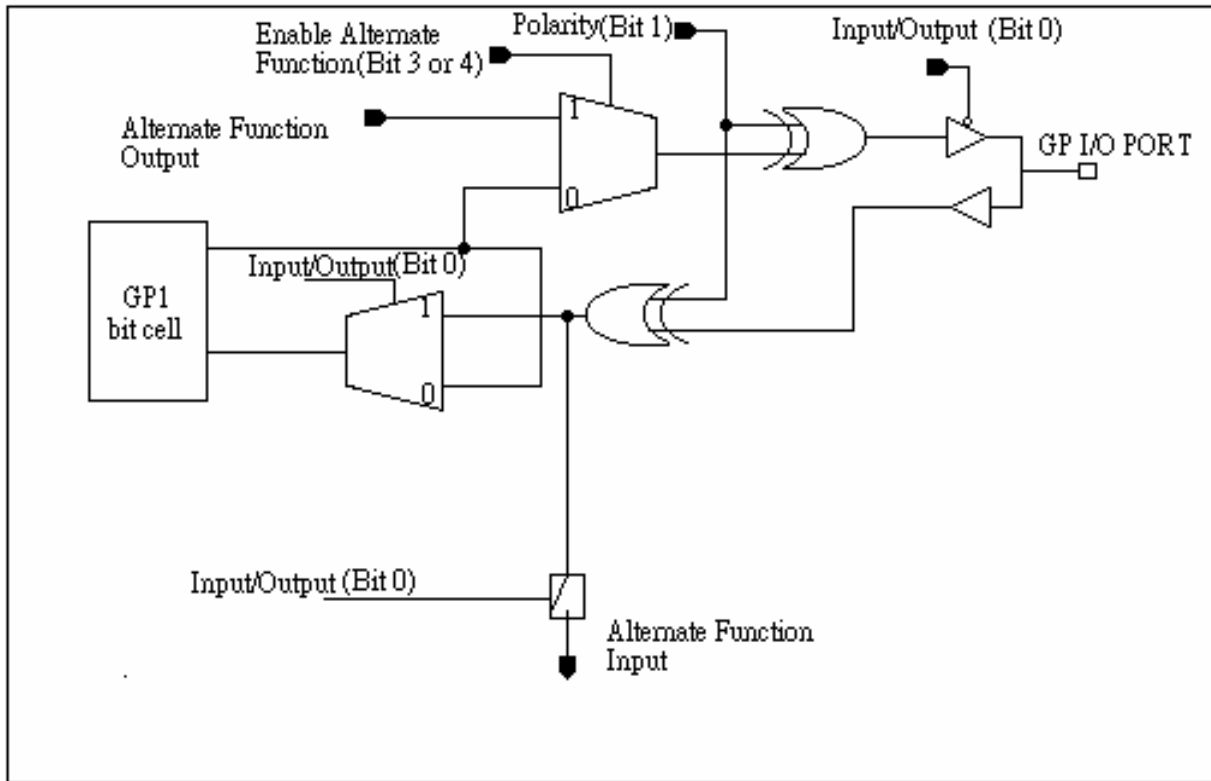 Polarity(Bit 1)
Input/Output (Bit 0)
Enable Alternate
Function(Bit 3 or 4)
1
Alternate Function
Output
GP I/O PORT
0
Input/Output(Bit 0)
GP1
bit cell
1
0
Input/Output (Bit 0)
Alternate Function
Input